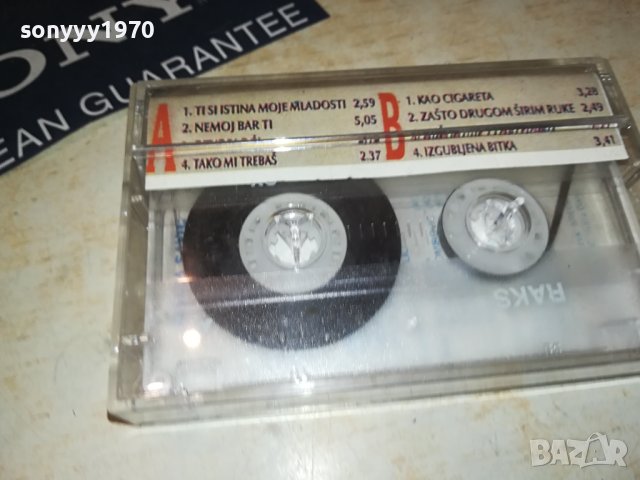 sonyyy1970
SONY
EAN GUARANTEE
A
1. TI SI ISTINA MOJE MLADOSTI 2,59
2. NEMOJ BAR TI 5,05
4. TAKO MI TREBAŠ 2.37
B
1. KAO CIGARETA 3,28
2. ZAŠTO DRUGOM ŠIRIM RUKE 2,49
4. IZGUBLJENA BITKA 3,41
RAKS
BAZAR